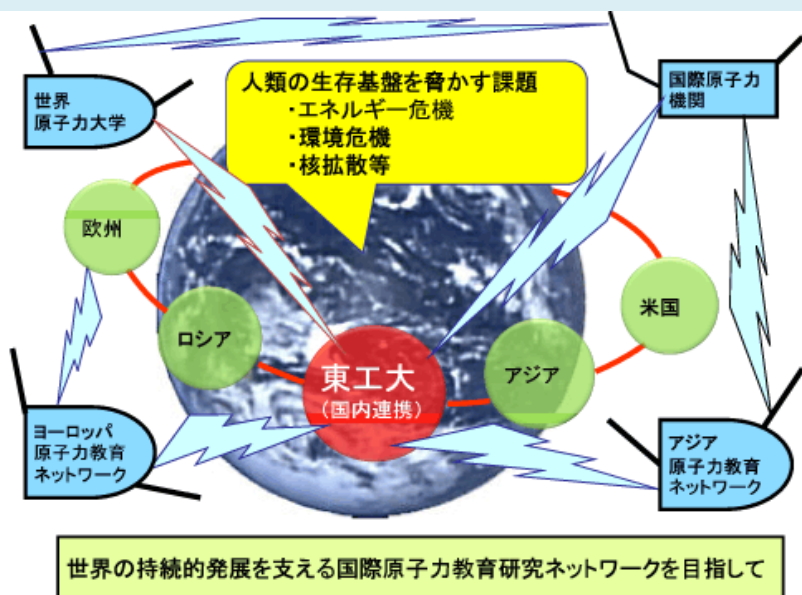 世界
原子力大学
人類の生存基盤を脅かす課題
・エネルギー危機
・環境危機
・核拡散等
国際原子力
機関
欧州
ロシア
東工大
(国内連携)
アジア
米国
ヨーロッパ
原子力教育
ネットワーク
アジア
原子力教育
ネットワーク
世界の持続的発展を支える国際原子力教育研究ネットワークを目指して